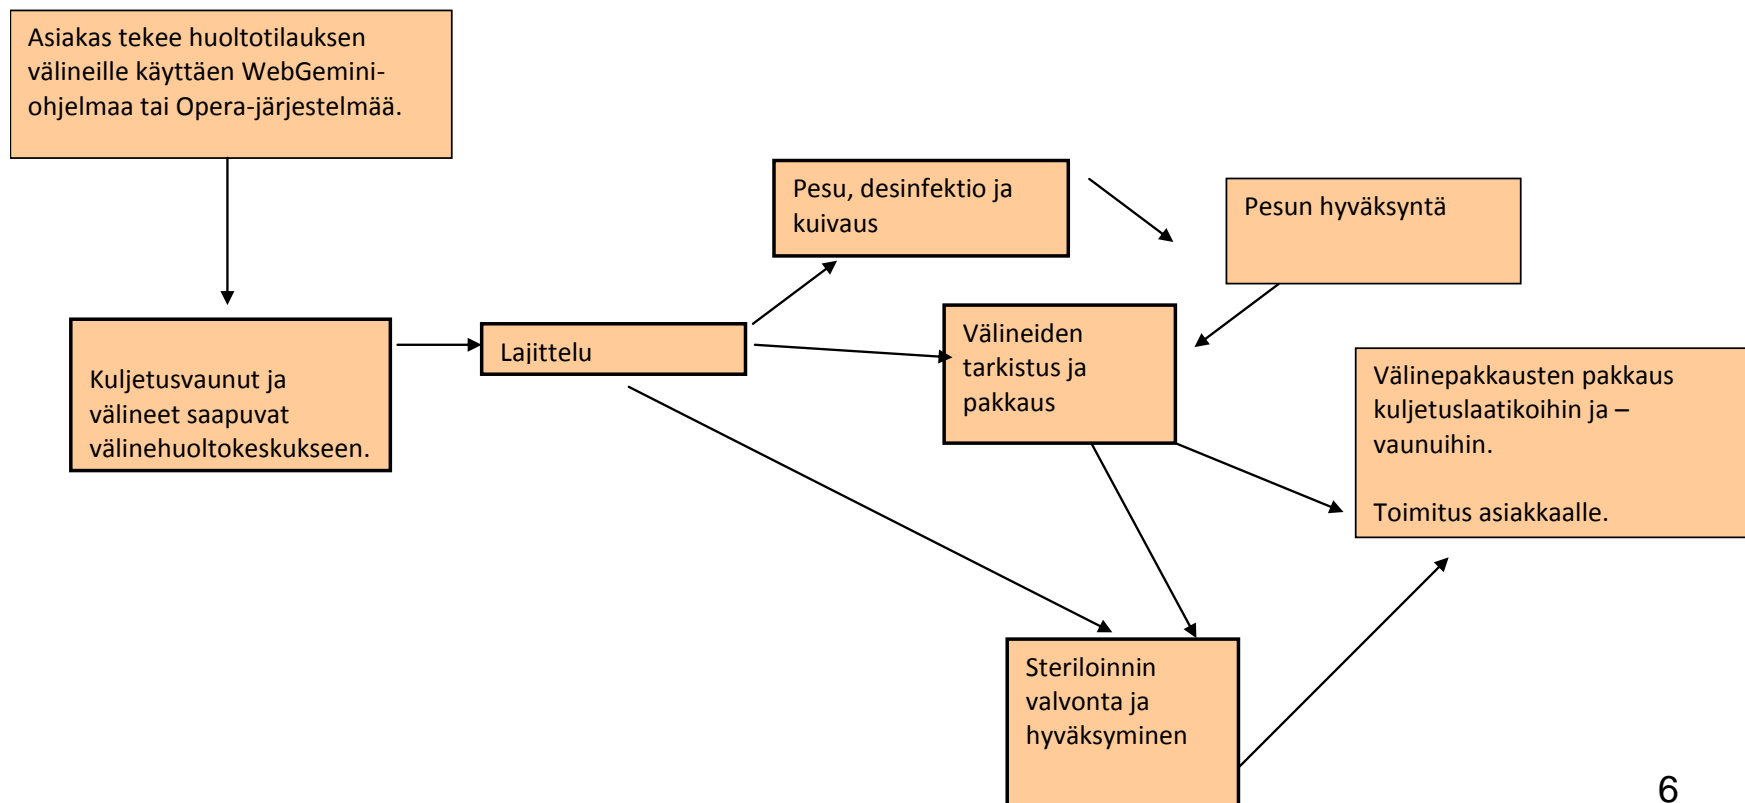 Asiakas tekee huoltotilauksen
välineille käyttäen WebGemini-
ohjelmaa tai Opera-järjestelmää.
Pesu, desinfektio ja
kuivaus
Pesun hyväksyntä
Kuljetusvaunut ja
välineet saapuvat
välinehuoltokeskukseen.
Lajittelu
Välineiden
tarkistus ja
pakkaus
Välinepakkausten pakkaus
kuljetuslaatikoihin ja –
vaunuihin.
Toimitus asiakkaalle.
Steriloinnin
valvonta ja
hyväksyminen
6